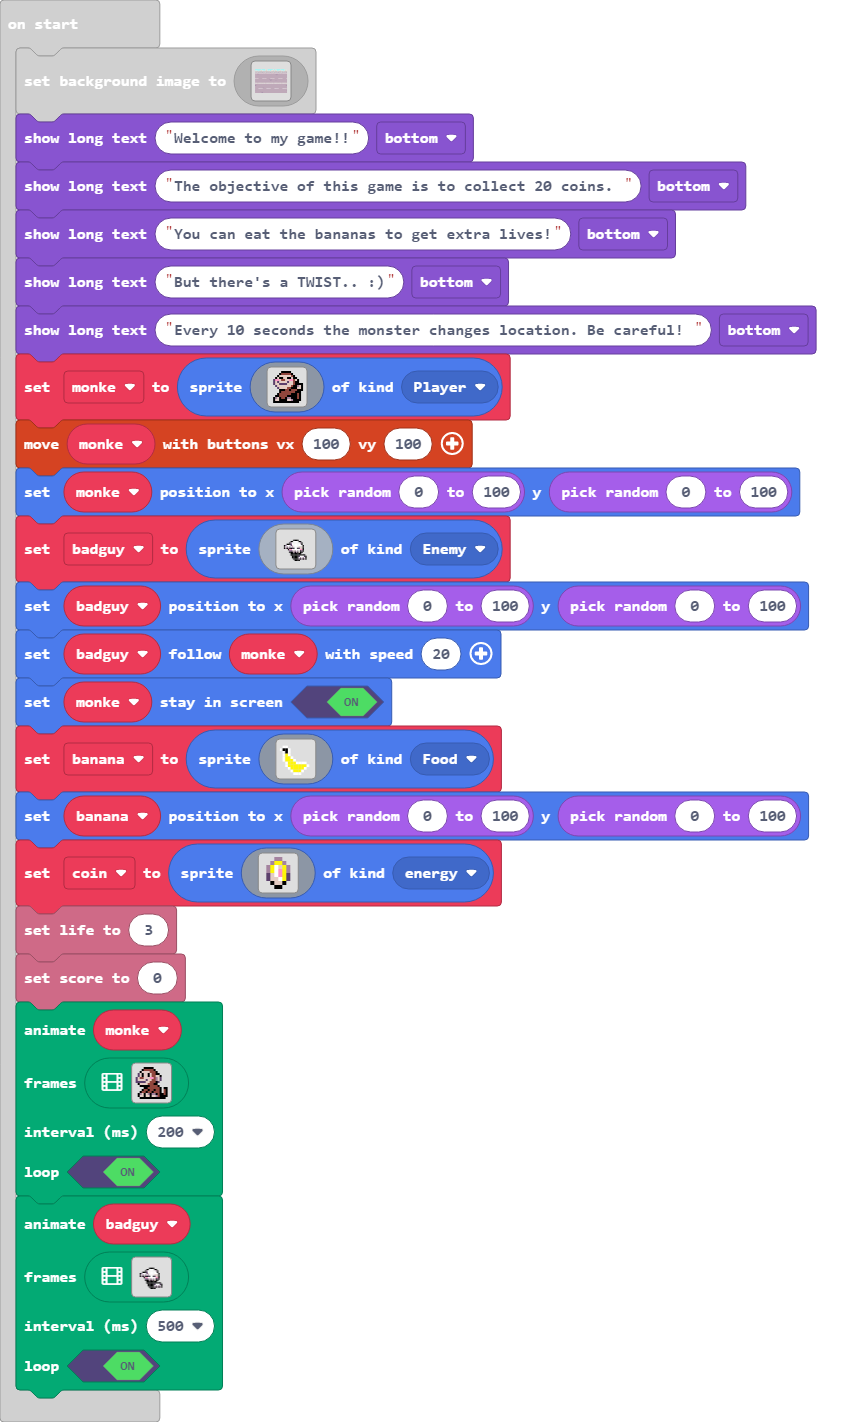 on start
set background image to
show long text "Welcome to my game!!" bottom
show long text "The objective of this game is to collect 20 coins. " bottom
show long text "You can eat the bananas to get extra lives!" bottom
show long text "But there's a TWIST.. :)" bottom
show long text "Every 10 seconds the monster changes location. Be careful! " bottom
set monke to sprite of kind Player
move monke with buttons vx 100 vy 100
set monke position to x pick random 0 to 100 y pick random 0 to 100
set badguy to sprite of kind Enemy
set badguy position to x pick random 0 to 100 y pick random 0 to 100
set badguy follow monke with speed 20
set monke stay in screen ON
set banana to sprite of kind Food
set banana position to x pick random 0 to 100 y pick random 0 to 100
set coin to sprite of kind energy
set life to 3
set score to 0
animate monke
frames
interval (ms) 200
loop ON
animate badguy
frames
interval (ms) 500
loop ON